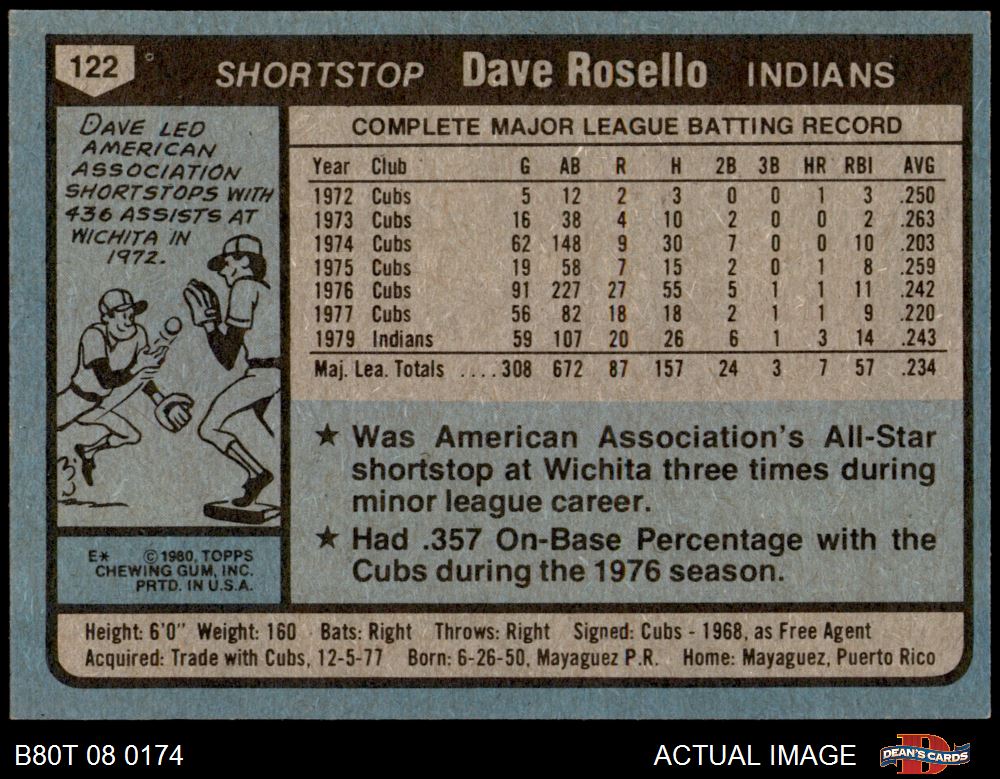 122
SHORTSTOP Dave Rosello INDIANS
DAVE LED
AMERICAN
ASSOCIATION
SHORTSTOPS WITH
436 ASSISTS AT
WICHITA IN
1972.
COMPLETE MAJOR LEAGUE BATTING RECORD
Year Club G AB R H 2B 3B HR RBI AVG
1972 Cubs 5 12 2 3 0 0 1 3 .250
1973 Cubs 16 38 4 10 2 0 0 2 .263
1974 Cubs 62 148 9 30 7 0 0 10 .203
1975 Cubs 19 58 7 15 2 0 1 8 .259
1976 Cubs 91 227 27 55 5 1 1 11 .242
1977 Cubs 56 82 18 18 2 1 1 9 .220
1979 Indians 59 107 20 26 6 1 3 14 .243
Maj. Lea. Totals ....308 672 87 157 24 3 7 57 .234
★ Was American Association's All-Star
shortstop at Wichita three times during
minor league career.
★ Had .357 On-Base Percentage with the
Cubs during the 1976 season.
E* ©1980, TOPPS
CHEWING GUM, INC.
PRTD. IN U.S.A.
Height: 6'0" Weight: 160 Bats: Right Throws: Right Signed: Cubs - 1968, as Free Agent
Acquired: Trade with Cubs, 12-5-77 Born: 6-26-50, Mayaguez P.R. Home: Mayaguez, Puerto Rico
B80T 08 0174 ACTUAL IMAGE DEAN'S CARDS